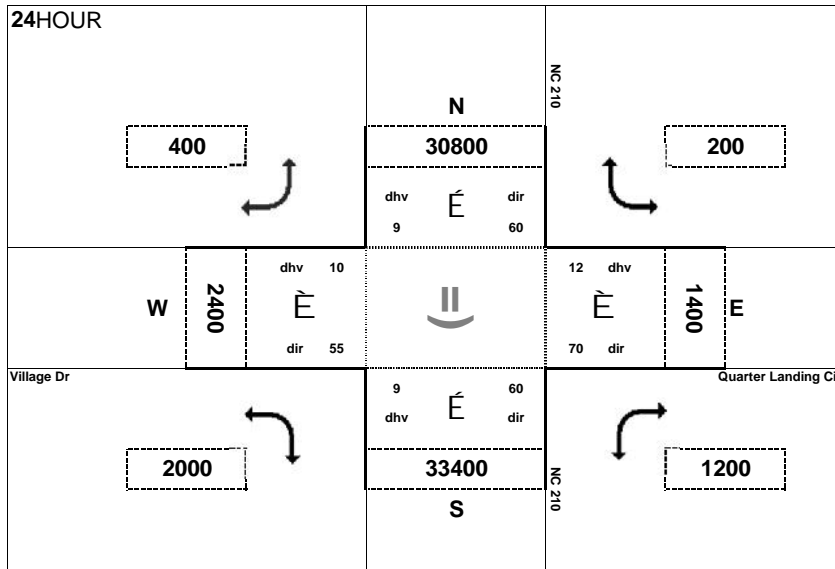 24HOUR
NC 210
N
400
30800
200
dhv É dir
9 60
dhv 10
12 dhv
W
2400
È
È
1400
E
dir 55
70 dir
Village Dr
Quarter Landing Ci
9 60
dhv É dir
2000
33400
1200
S
NC 210